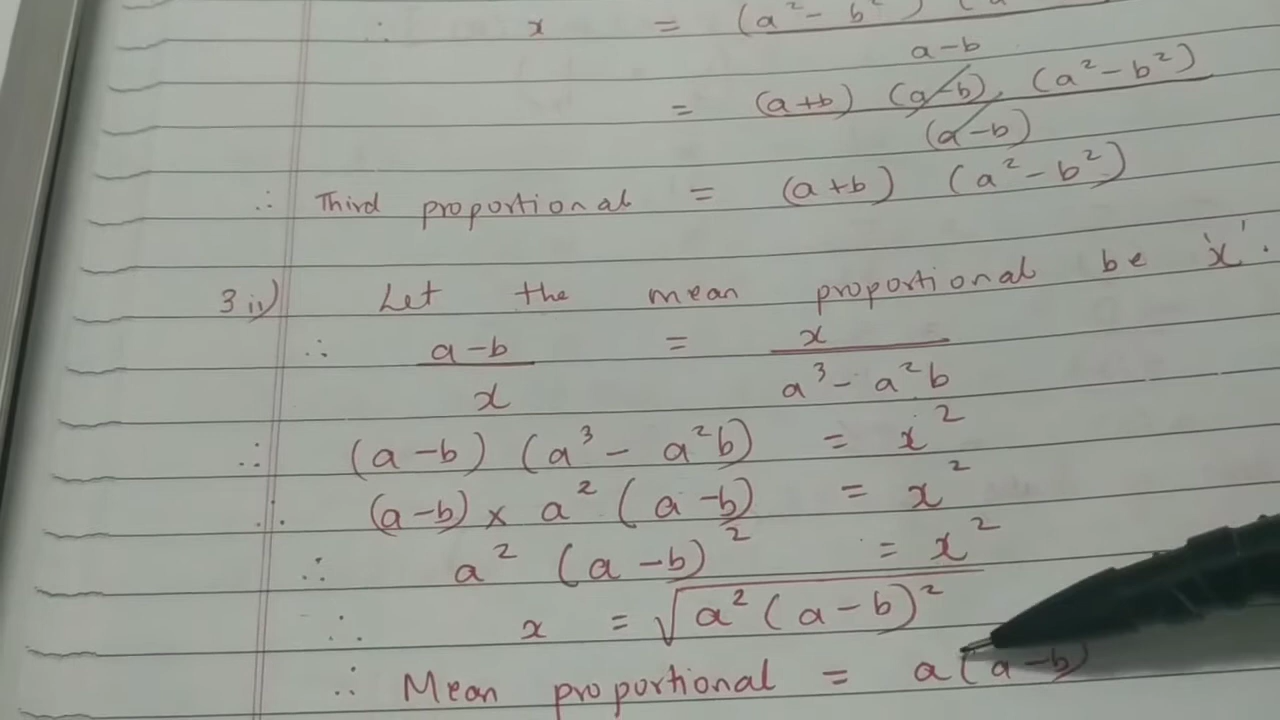 ∴ x = (a² - b²) (a
a-b
= (a+b) (a-b), (a²-b²)
(a-b)
∴ Third proportional = (a+b) (a²-b²)
3 iv) Let the mean proportional be 'x'.
∴ a-b = x
x a³ - a²b
∴ (a-b) (a³ - a²b) = x²
∴ (a-b) × a² (a-b) = x²
∴ a² (a-b)² = x²
∴ x = √a²(a-b)²
∴ Mean proportional = a(a-b)